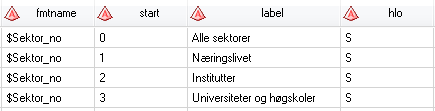 fmtname start label hlo
$Sektor_no 0 Alle sektorer S
$Sektor_no 1 Næringslivet S
$Sektor_no 2 Institutter S
$Sektor_no 3 Universiteter og høgskoler S